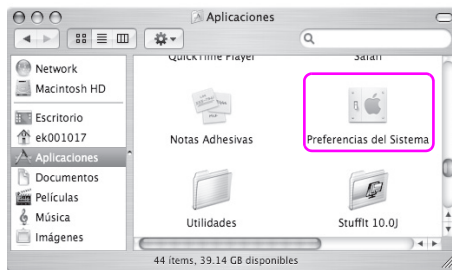 Aplicaciones
QuickTime Player
Safari
Network
Macintosh HD
Escritorio
ek001017
Aplicaciones
Documentos
Películas
Música
Imágenes
Notas Adhesivas
Preferencias del Sistema
Utilidades
StuffIt 10.0J
44 ítems, 39.14 GB disponibles